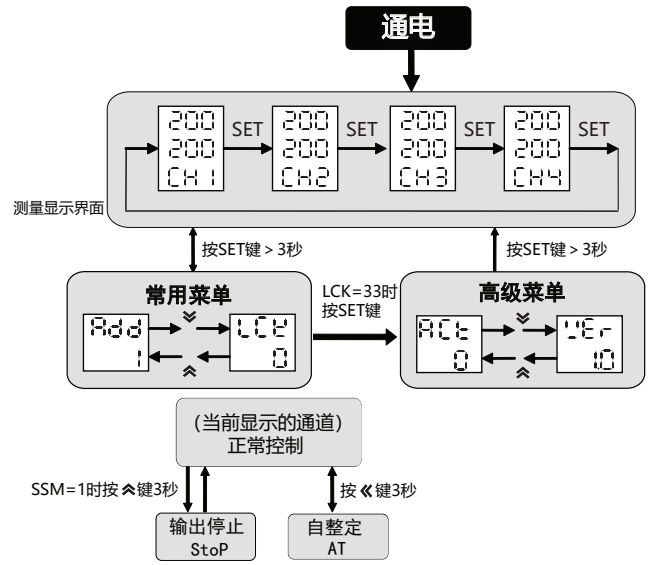 通电
200 SET 200 SET 200 SET 200 SET
200 200 200 200
CH1 CH2 CH3 CH4
测量显示界面
按SET键>3秒
按SET键>3秒
常用菜单
Add LCK
1 0
LCK=33时
按SET键
高级菜单
ACt VEr
0 1.0
(当前显示的通道)
正常控制
SSM=1时按键3秒
按键3秒
输出停止
StoP
自整定
AT